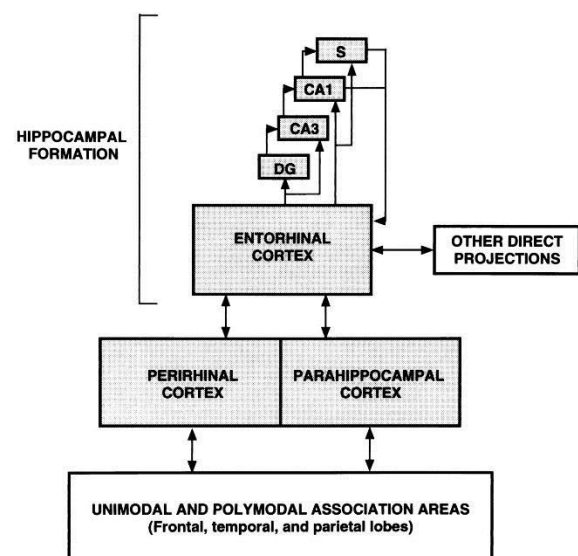 S
CA1
CA3
DG
HIPPOCAMPAL
FORMATION
ENTORHINAL
CORTEX
OTHER DIRECT
PROJECTIONS
PERIRHINAL
CORTEX
PARAHIPPOCAMPAL
CORTEX
UNIMODAL AND POLYMODAL ASSOCIATION AREAS
(Frontal, temporal, and parietal lobes)